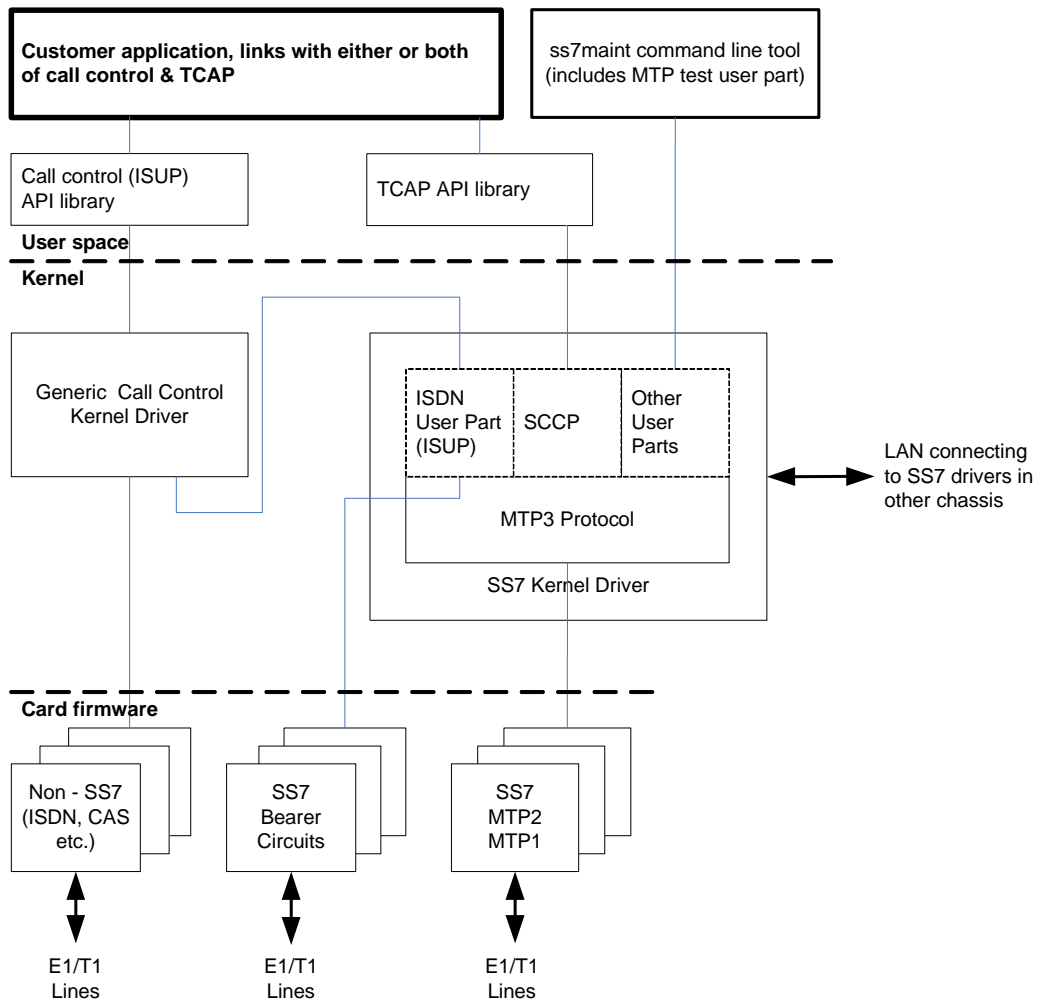 Customer application, links with either or both
of call control & TCAP
ss7maint command line tool
(includes MTP test user part)
Call control (ISUP)
API library
TCAP API library
User space
Kernel
Generic Call Control
Kernel Driver
ISDN
User Part
(ISUP)
SCCP
Other
User
Parts
MTP3 Protocol
SS7 Kernel Driver
LAN connecting
to SS7 drivers in
other chassis
Card firmware
Non - SS7
(ISDN, CAS
etc.)
SS7
Bearer
Circuits
SS7
MTP2
MTP1
E1/T1
Lines
E1/T1
Lines
E1/T1
Lines